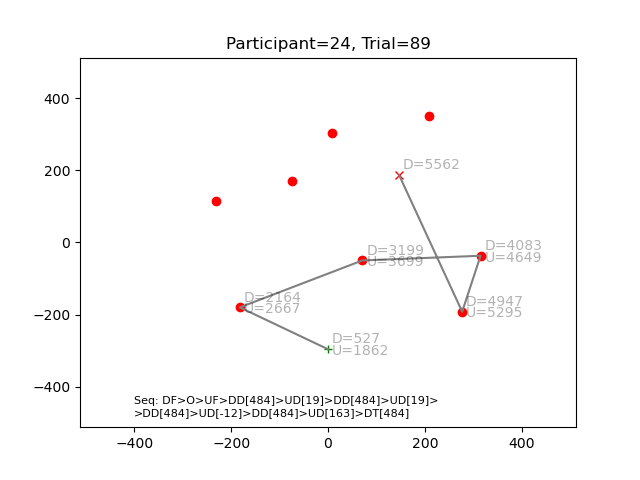 Participant=24, Trial=89
400
200
0
−200
−400
D=5562
D=3199
U=3699
D=4083
U=4649
D=2164
U=2667
D=4947
U=5295
D=527
U=1862
Seq: DF>O>UF>DD[484]>UD[19]>DD[484]>UD[19]>
>DD[484]>UD[-12]>DD[484]>UD[163]>DT[484]
−400 −200 0 200 400